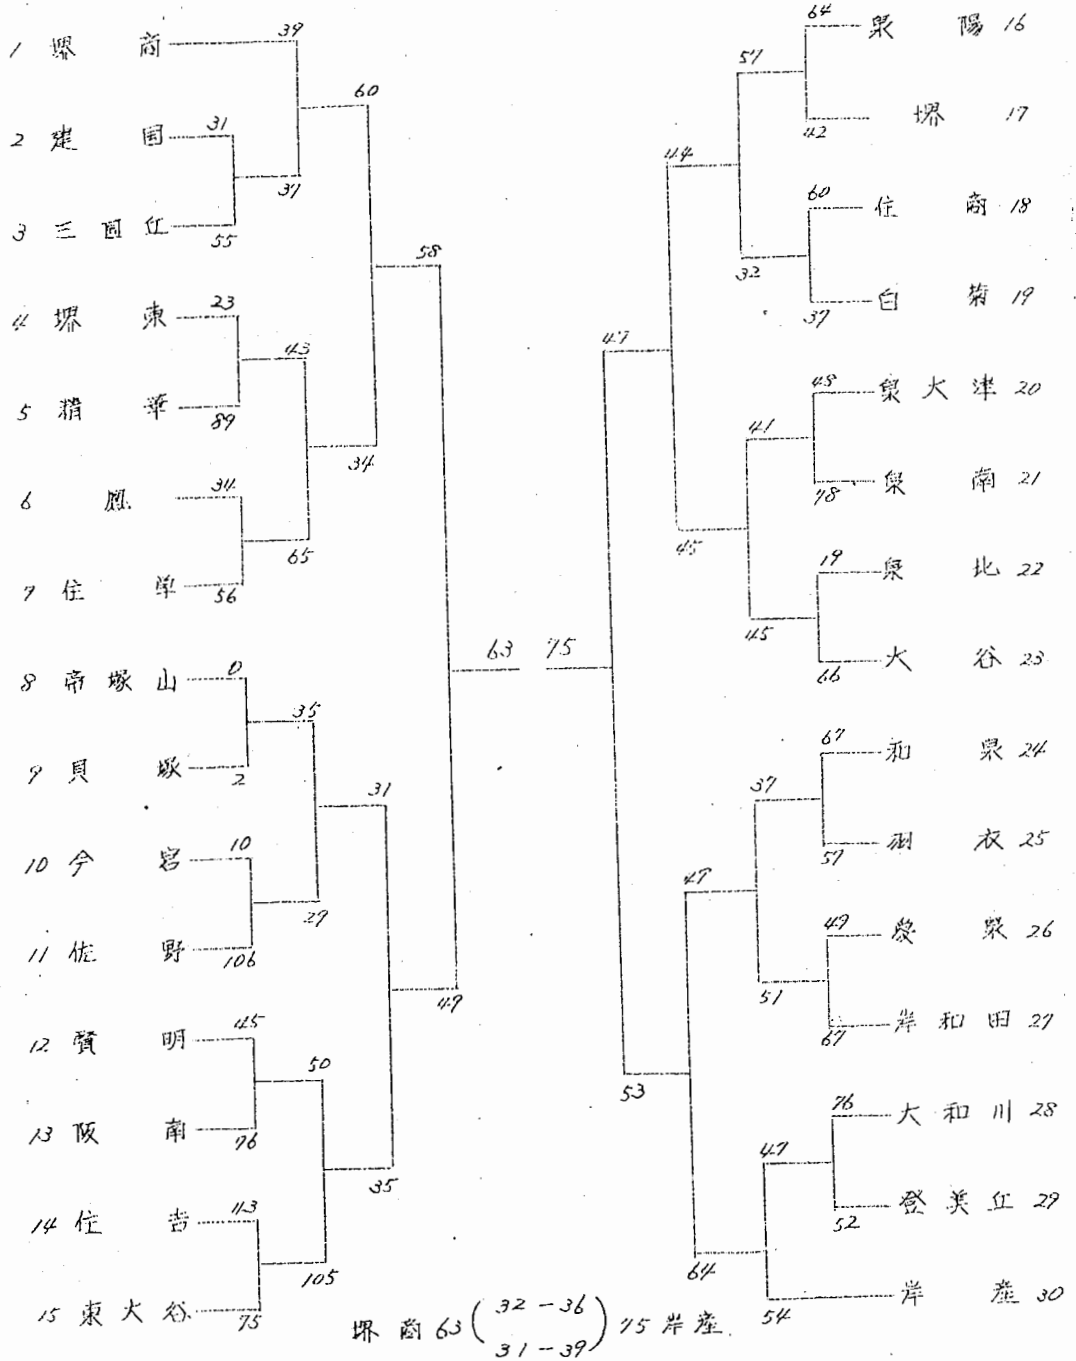 1 堺商 39
60
2 建国 31
37
3 三国丘 55
58
4 堺東 23
43
5 精華 89
34
6 鳳 34
65
7 住学 56
63 75
8 帝塚山 0
35
9 貝塚 2
31
10 今宮 10
29
11 佐野 106
49
12 賢明 45
50
13 阪南 76
35
14 住吉 113
105
15 東大谷 75
64 泉陽 16
57
42 堺 17
44
60 住商 18
32
37 白菊 19
47
48 泉大津 20
41
78 泉南 21
45
19 泉北 22
45
66 大谷 23
67 和泉 24
37
57 羽衣 25
47
49 愛泉 26
51
67 岸和田 27
53
76 大和川 28
47
52 登美丘 29
64
54 岸産 30
堺商 63 (32-36
31-39) 75 岸産